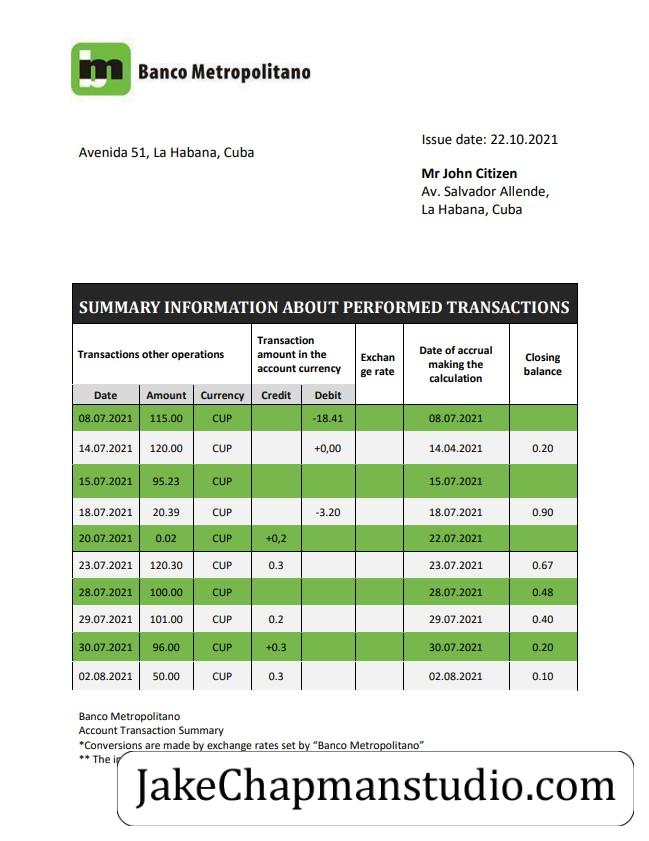 bm Banco Metropolitano
Issue date: 22.10.2021
Avenida 51, La Habana, Cuba
Mr John Citizen
Av. Salvador Allende,
La Habana, Cuba
SUMMARY INFORMATION ABOUT PERFORMED TRANSACTIONS
Transactions other operations
Transaction
amount in the
account currency
Exchan
ge rate
Date of accrual
making the
calculation
Closing
balance
Date Amount Currency Credit Debit
08.07.2021 115.00 CUP -18.41 08.07.2021
14.07.2021 120.00 CUP +0,00 14.04.2021 0.20
15.07.2021 95.23 CUP 15.07.2021
18.07.2021 20.39 CUP -3.20 18.07.2021 0.90
20.07.2021 0.02 CUP +0,2 22.07.2021
23.07.2021 120.30 CUP 0.3 23.07.2021 0.67
28.07.2021 100.00 CUP 28.07.2021 0.48
29.07.2021 101.00 CUP 0.2 29.07.2021 0.40
30.07.2021 96.00 CUP +0.3 30.07.2021 0.20
02.08.2021 50.00 CUP 0.3 02.08.2021 0.10
Banco Metropolitano
Account Transaction Summary
*Conversions are made by exchange rates set by “Banco Metropolitano”
** The
JakeChapmanstudio.com